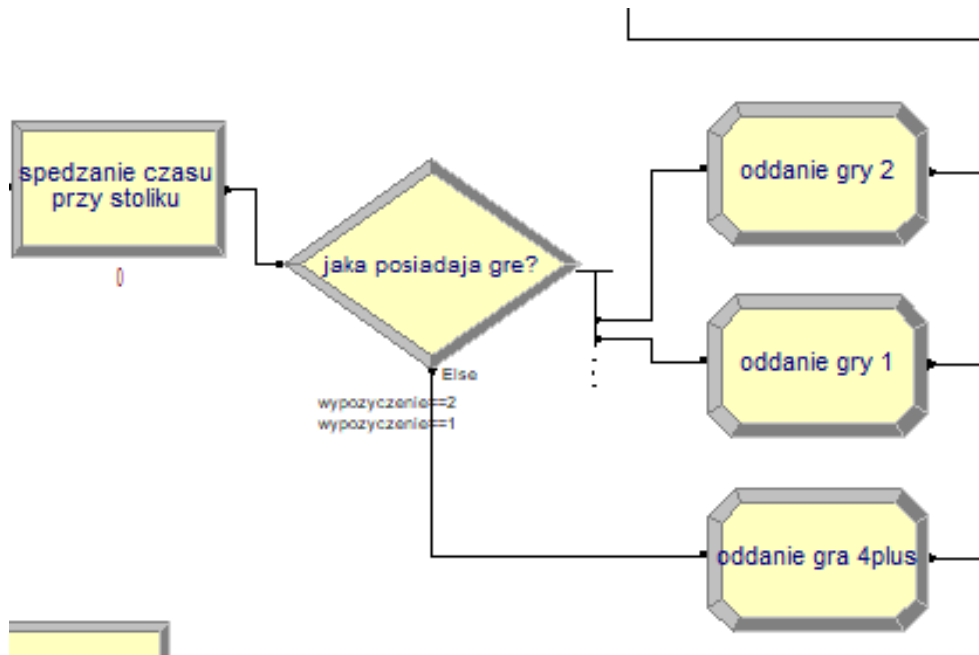 spedzanie czasu
przy stoliku
0
jaka posiadaja gre?
Else
wypozyczenie==2
wypozyczenie==1
oddanie gry 2
oddanie gry 1
oddanie gra 4plus